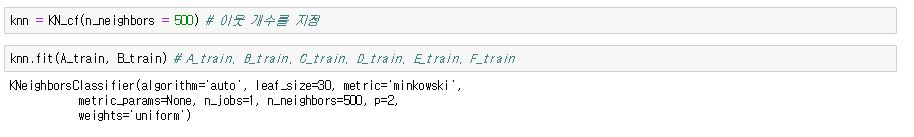 knn = KN_cf(n_neighbors = 500) # 이웃 개수를 지정
knn.fit(A_train, B_train) # A_train, B_train, C_train, D_train, E_train, F_train
KNeighborsClassifier(algorithm='auto', leaf_size=30, metric='minkowski',
metric_params=None, n_jobs=1, n_neighbors=500, p=2,
weights='uniform')